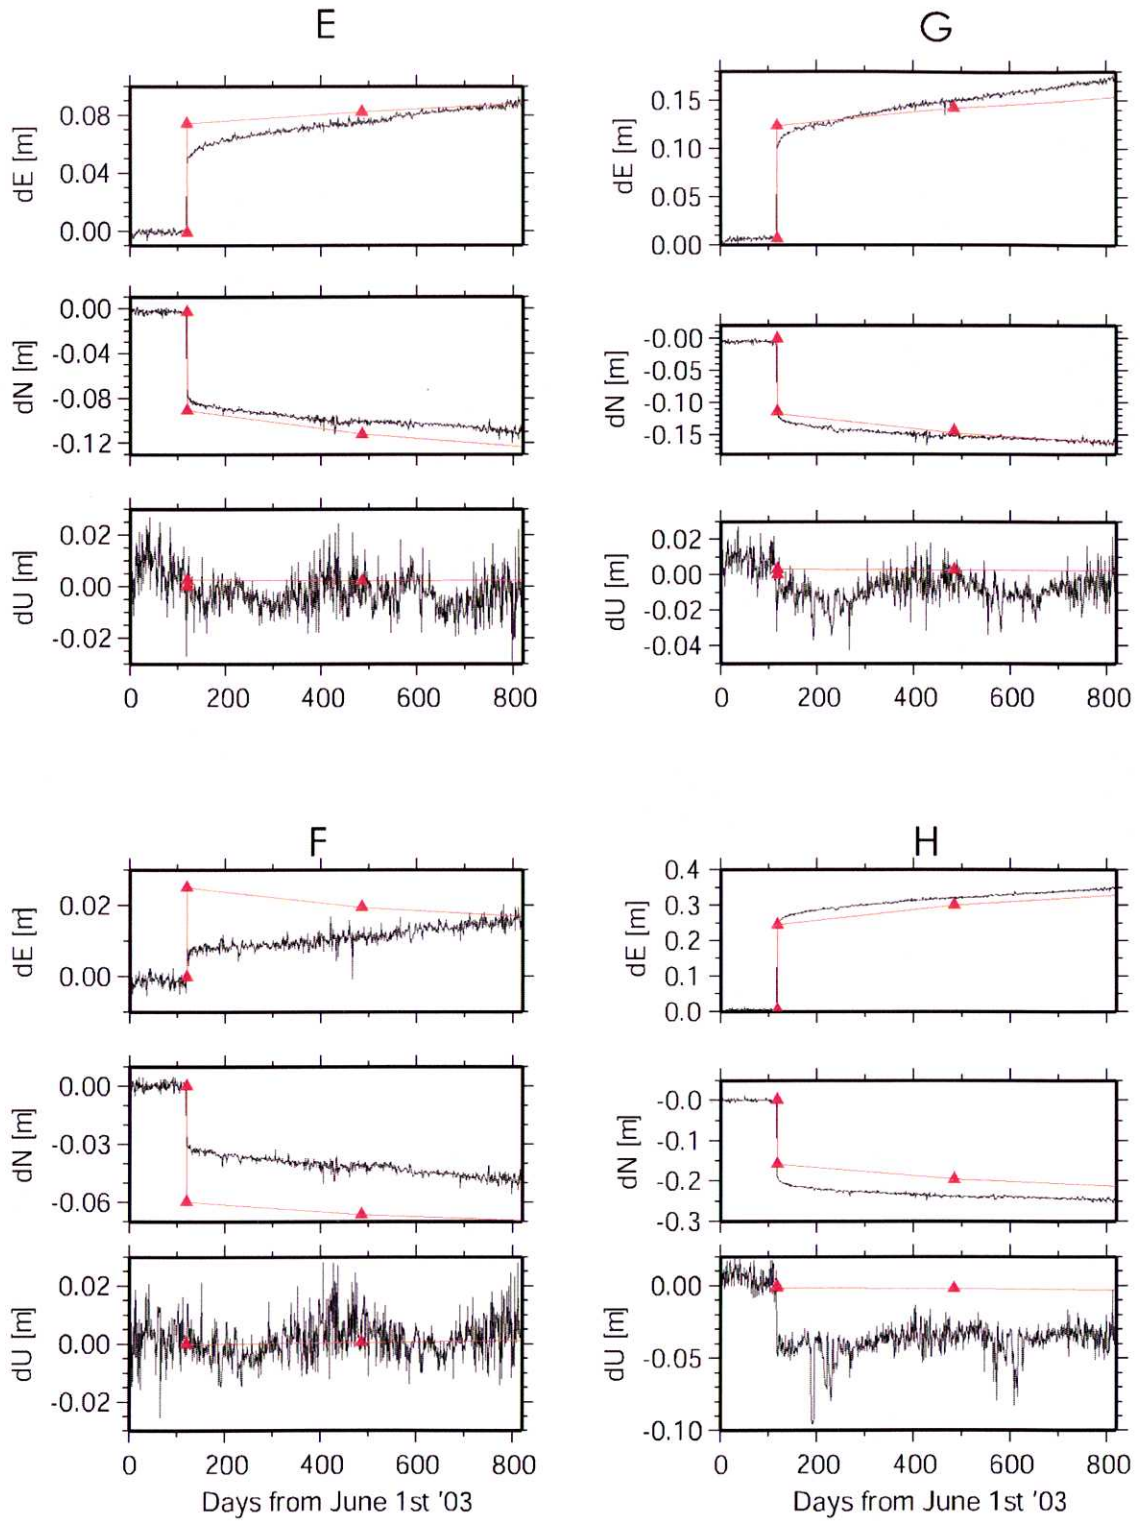 E
0.08
0.04
0.00
dE [m]
0.00
-0.04
-0.08
-0.12
dN [m]
0.02
0.00
-0.02
dU [m]
0 200 400 600 800
G
0.15
0.10
0.05
0.00
dE [m]
-0.00
-0.05
-0.10
-0.15
dN [m]
0.02
0.00
-0.02
-0.04
dU [m]
0 200 400 600 800
F
0.02
0.00
dE [m]
0.00
-0.03
-0.06
dN [m]
0.02
0.00
-0.02
dU [m]
0 200 400 600 800
Days from June 1st '03
H
0.4
0.3
0.2
0.1
0.0
dE [m]
-0.0
-0.1
-0.2
-0.3
dN [m]
0.00
-0.05
-0.10
dU [m]
0 200 400 600 800
Days from June 1st '03